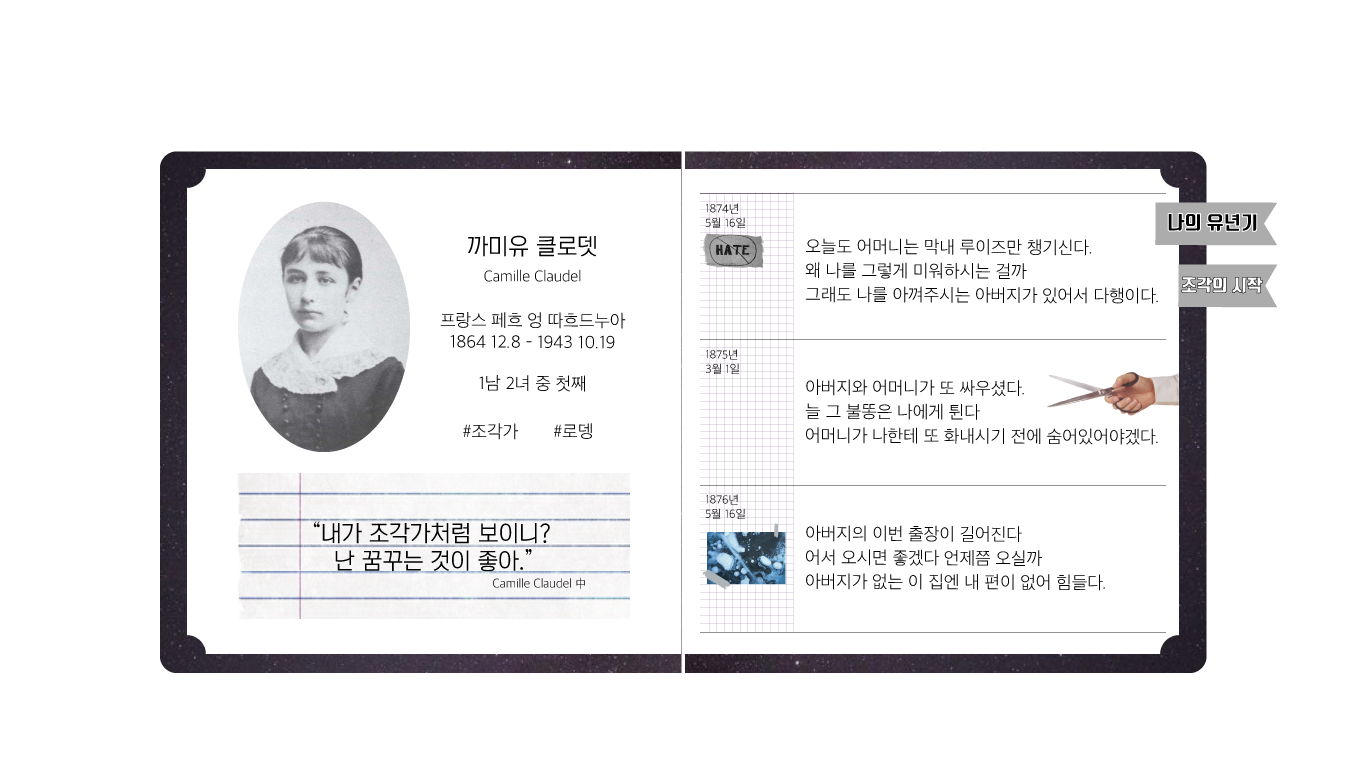 까미유 클로뎃
Camille Claudel
프랑스 페흐 엉 따흐드누아
1864 12.8 - 1943 10.19
1남 2녀 중 첫째
#조각가 #로뎅
“내가 조각가처럼 보이니?
난 꿈꾸는 것이 좋아.”
Camille Claudel 中
1874년
5월 16일
HATE
오늘도 어머니는 막내 루이즈만 챙기신다.
왜 나를 그렇게 미워하시는 걸까
그래도 나를 아껴주시는 아버지가 있어서 다행이다.
1875년
3월 1일
아버지와 어머니가 또 싸우셨다.
늘 그 불똥은 나에게 튄다
어머니가 나한테 또 화내시기 전에 숨어있어야겠다.
1876년
5월 16일
아버지의 이번 출장이 길어진다
어서 오시면 좋겠다 언제쯤 오실까
아버지가 없는 이 집엔 내 편이 없어 힘들다.
나의 유년기
조각의 시작